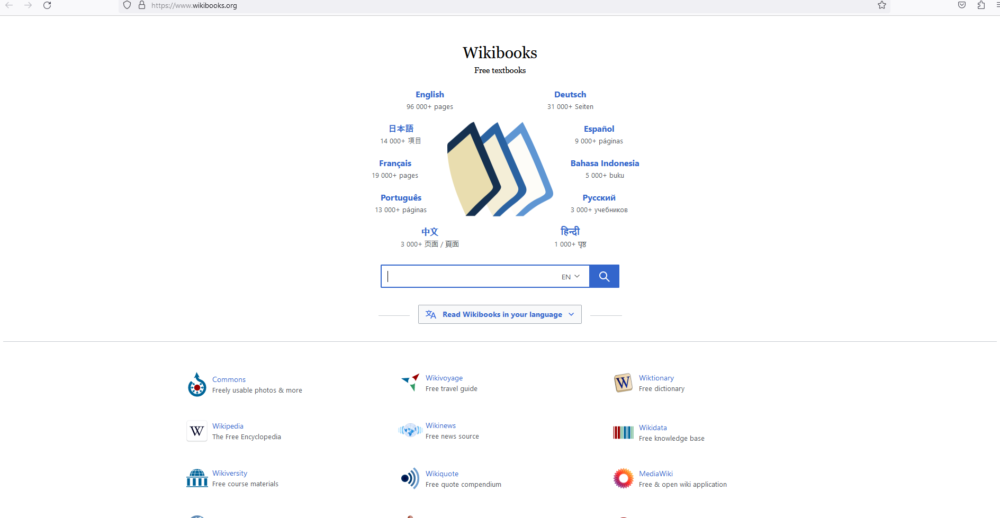 https://www.wikibooks.org
Wikibooks
Free textbooks
English
96 000+ pages
Deutsch
31 000+ Seiten
日本語
14 000+ 項目
Español
9 000+ páginas
Français
19 000+ pages
Bahasa Indonesia
5 000+ buku
Português
13 000+ páginas
Русский
3 000+ учебников
中文
3 000+ 页面 / 頁面
हिन्दी
1 000+ पृष्ठ
EN
Read Wikibooks in your language
Commons
Freely usable photos & more
Wikivoyage
Free travel guide
Wiktionary
Free dictionary
W
Wikipedia
The Free Encyclopedia
W
Wikinews
Free news source
Wikidata
Free knowledge base
Wikiversity
Free course materials
Wikiquote
Free quote compendium
MediaWiki
Free & open wiki application